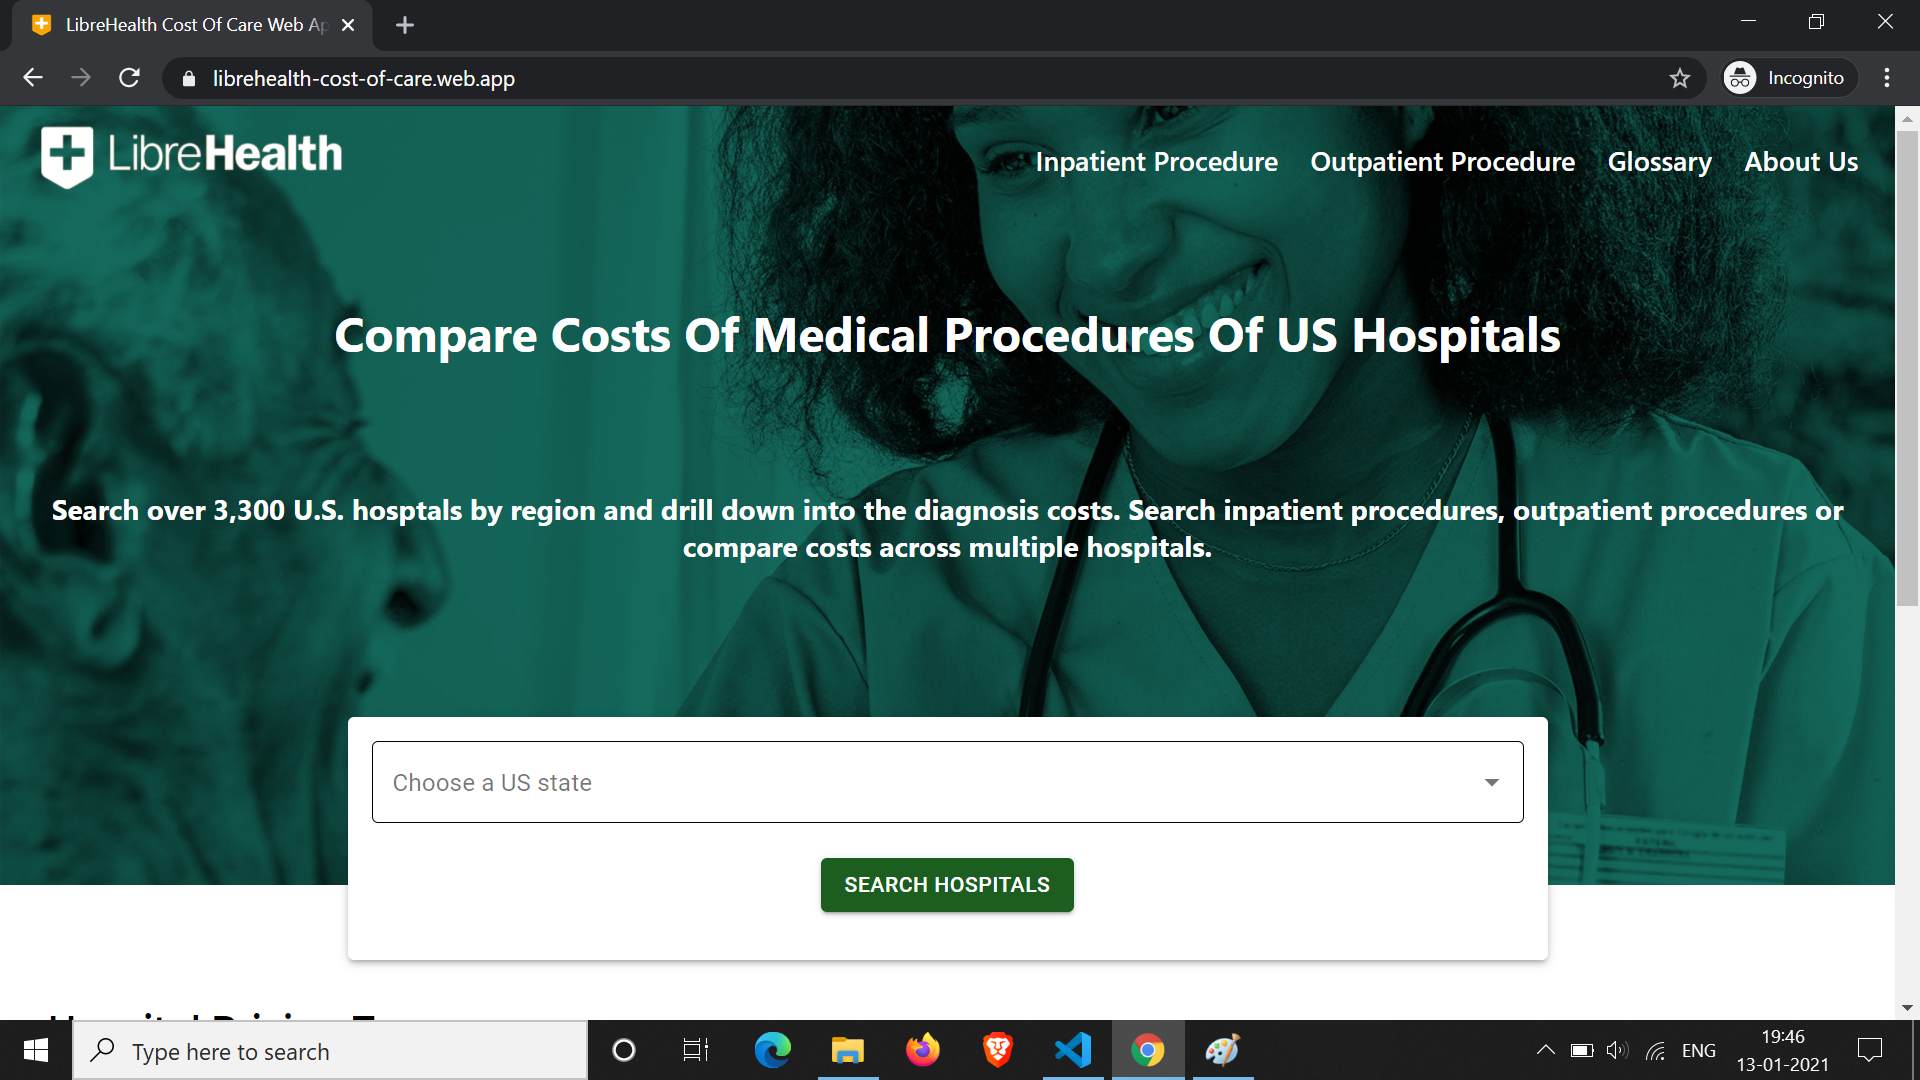 LibreHealth Cost Of Care Web Ap
librehealth-cost-of-care.web.app
Incognito
LibreHealth
Inpatient Procedure
Outpatient Procedure
Glossary
About Us
Compare Costs Of Medical Procedures Of US Hospitals
Search over 3,300 U.S. hosptals by region and drill down into the diagnosis costs. Search inpatient procedures, outpatient procedures or
compare costs across multiple hospitals.
Choose a US state
SEARCH HOSPITALS
Type here to search
ENG
19:46
13-01-2021